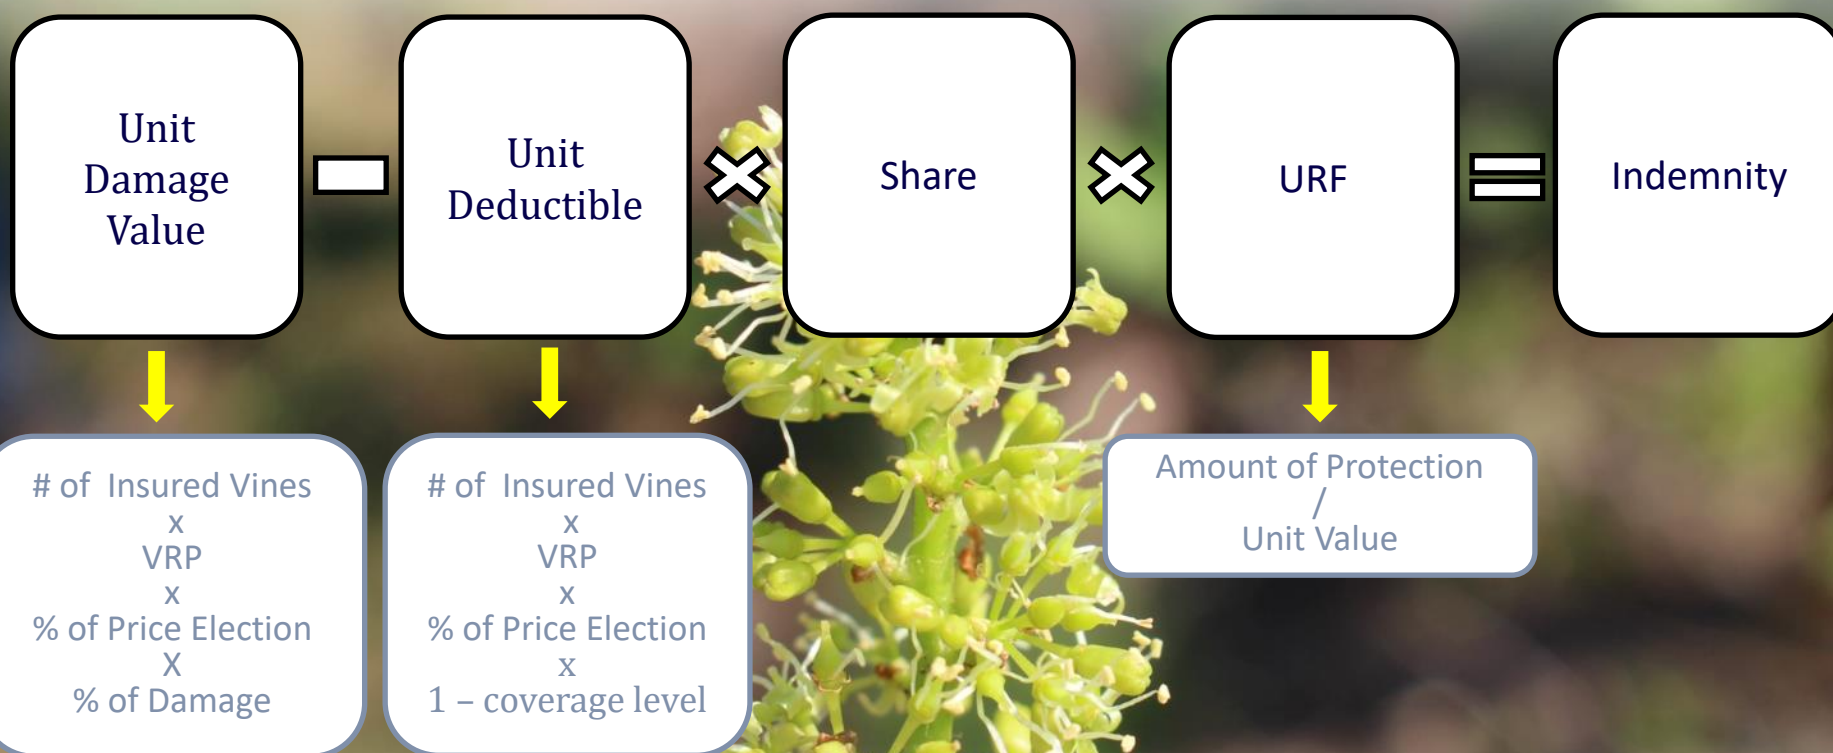 Unit
Damage
Value
Unit
Deductible
Share
URF
Indemnity
# of  Insured Vines
x
VRP
x
% of Price Election
X
% of Damage
# of  Insured Vines
x
VRP
x
% of Price Election
x
1 – coverage level
Amount of Protection
/
Unit Value